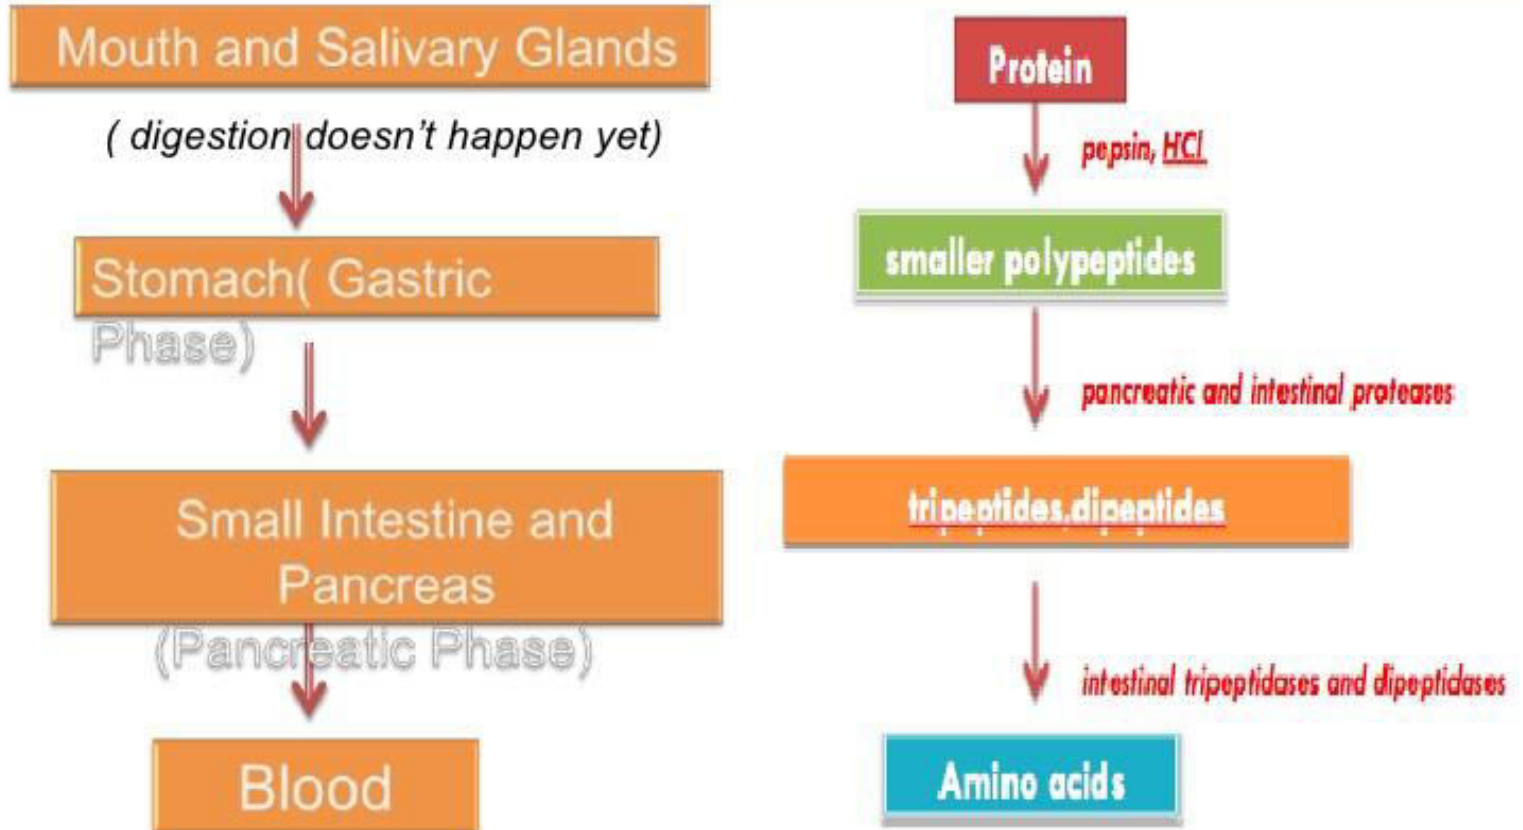 Mouth and Salivary Glands
( digestion doesn't happen yet)
Stomach( Gastric
Phase)
Small Intestine and
Pancreas
(Pancreatic Phase)
Blood
Protein
pepsin, HCl
smaller polypeptides
pancreatic and intestinal proteases
tripeptides,dipeptides
intestinal tripeptidases and dipeptidases
Amino acids